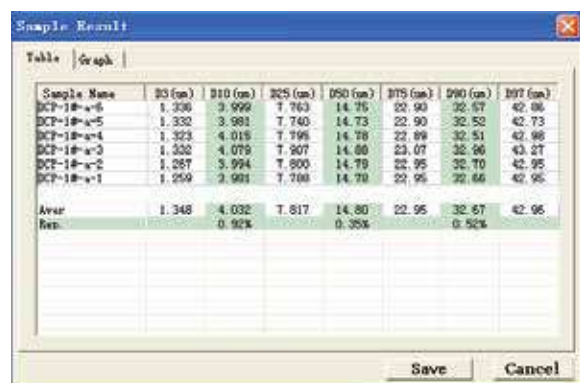 Sample Result
Table Graph
Sample Name D3(um) D10(um) D25(um) D50(um) D75(um) D90(um) D97(um)
DCP-1#-a-6 1.336 3.999 7.763 14.75 22.90 32.57 42.86
DCP-1#-a-5 1.332 3.981 7.740 14.73 22.90 32.52 42.73
DCP-1#-a-4 1.323 4.015 7.795 14.78 22.89 32.51 42.98
DCP-1#-a-3 1.332 4.079 7.907 14.88 23.07 32.96 43.27
DCP-1#-a-2 1.267 3.994 7.800 14.79 22.95 32.70 42.95
DCP-1#-a-1 1.259 3.981 7.788 14.78 22.95 32.66 42.95
Aver 1.348 4.032 7.817 14.80 22.95 32.67 42.96
Rep. 0.92% 0.35% 0.52%
Save Cancel